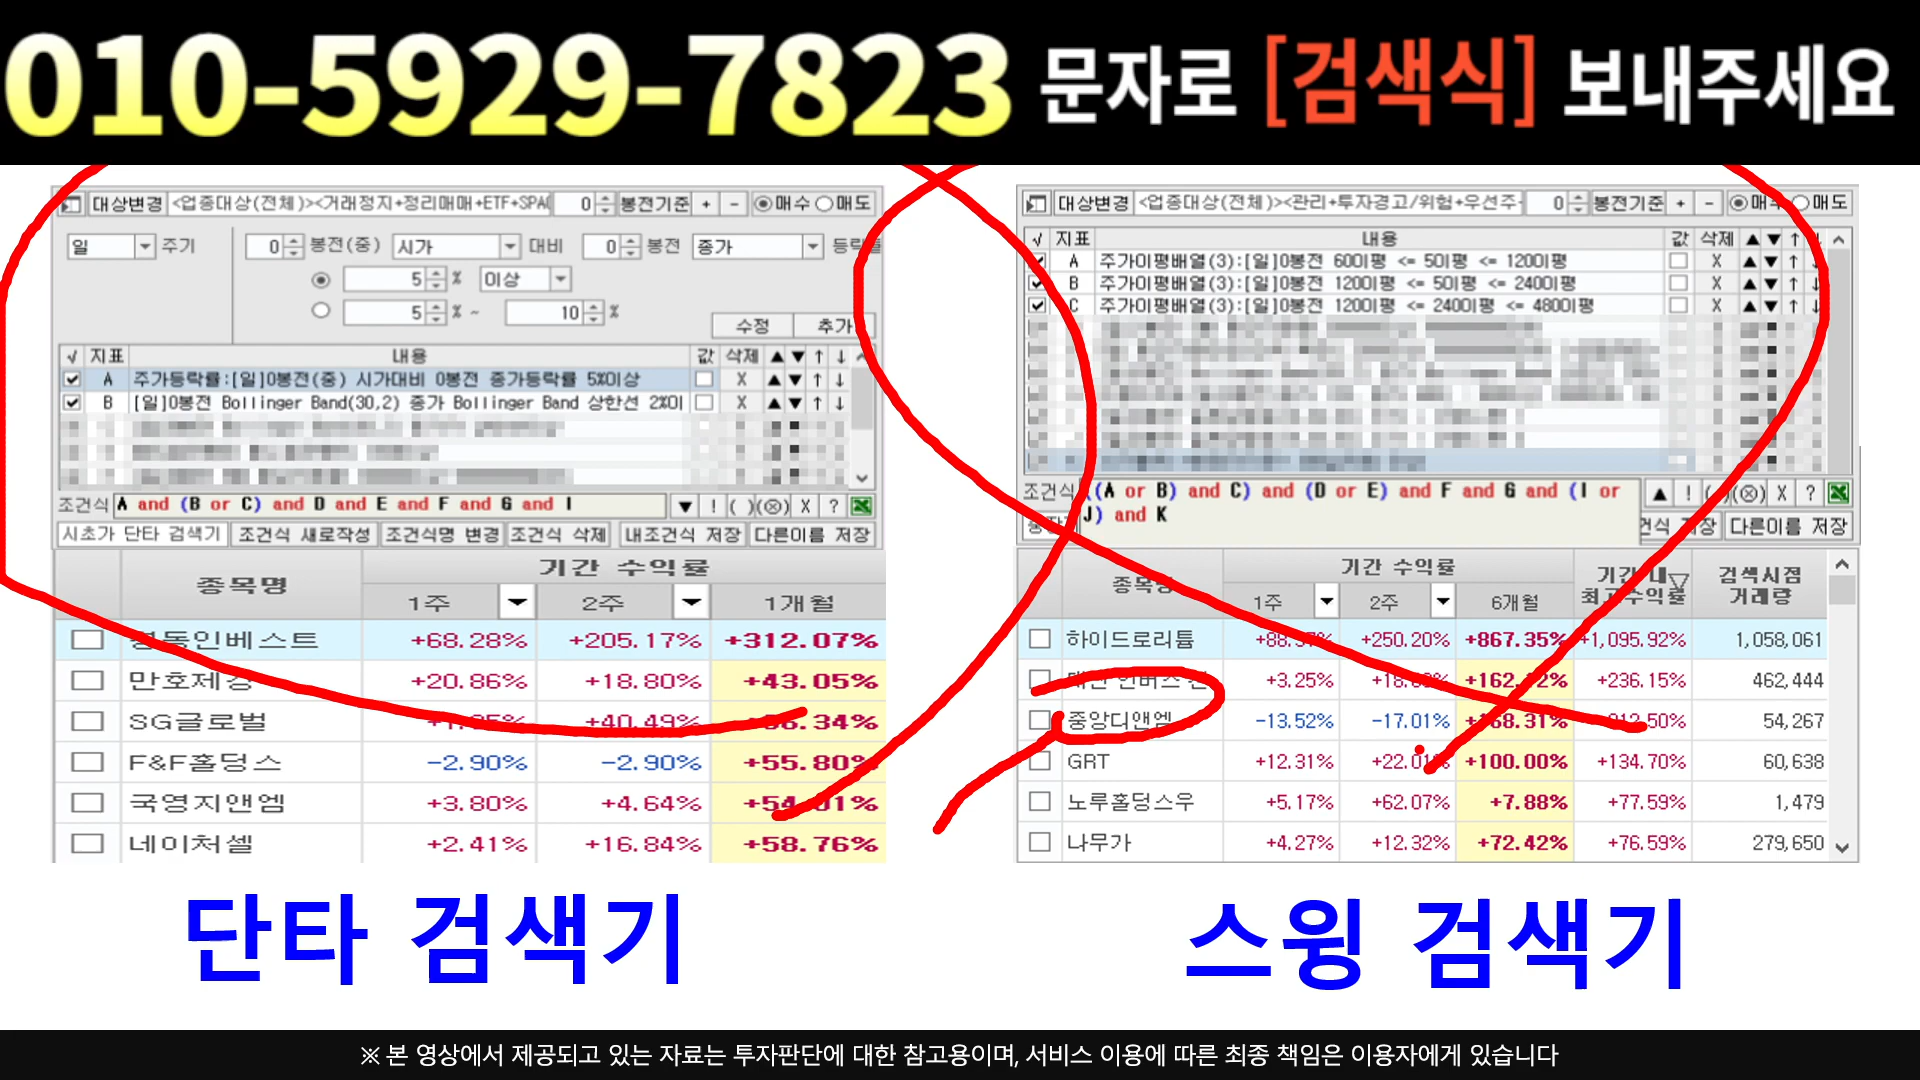 010-5929-7823 문자로 [검색식] 보내주세요
대상변경 <업종대상(전체)><거래정지+정리매매+ETF+SPAC 0 봉전기준 + - 매수 매도
일 주기 0 봉전(중) 시가 대비 0 봉전 종가
5 % 이상
5 % ~ 10 %
수정 추가
√ 지표 내용 값 삭제 ▲ ▼ ↑ ↓
A 주가등락률:[일]0봉전(중) 시가대비 0봉전 종가등락률 5%이상 X ▲ ▼ ↑ ↓
B [일]0봉전 Bollinger Band(30,2) 종가 Bollinger Band 상한선 2%이 X ▲ ▼ ↑ ↓
조건식 A and (B or C) and D and E and F and G and I ▼ ! ( ) (⊗) X ?
시초가 단타 검색기 조건식 새로작성 조건식명 변경 조건식 삭제 내조건식 저장 다른이름 저장
종목명 기간 수익률
1주 2주 1개월
+68.28% +205.17% +312.07%
만호제강 +20.86% +18.80% +43.05%
SG글로벌 +40.49%
F&F홀딩스 -2.90% -2.90% +55.80%
국영지앤엠 +3.80% +4.64%
네이처셀 +2.41% +16.84% +58.76%
단타 검색기
대상변경 <업종대상(전체)><관리+투자경고/위험+우선주+ 0 봉전기준 + - 매수 매도
√ 지표 내용 값 삭제 ▲ ▼ ↑ ↓
A 주가이평배열(3):[일]0봉전 60이평 <= 5이평 <= 120이평 X ▲ ▼ ↑ ↓
B 주가이평배열(3):[일]0봉전 120이평 <= 5이평 <= 240이평 X ▲ ▼ ↑ ↓
C 주가이평배열(3):[일]0봉전 120이평 <= 240이평 <= 480이평 X ▲ ▼ ↑ ↓
조건식 ((A or B) and C) and (D or E) and F and G and (I or ▲ ! ( ) (⊗) X ?
J) and K 저장 다른이름 저장
종목명 기간 수익률 기간 내 검색시점
1주 2주 6개월 최고수익률 거래량
하이드로리튬 +250.20% +867.35% +1,095.92% 1,058,061
+3.25% +236.15% 462,444
중앙디앤엠 -13.52% -17.01% 54,267
GRT +12.31% +100.00% +134.70% 60,638
노루홀딩스우 +5.17% +62.07% +7.88% +77.59% 1,479
나무가 +4.27% +12.32% +72.42% +76.59% 279,650
스윙 검색기
※ 본 영상에서 제공되고 있는 자료는 투자판단에 대한 참고용이며, 서비스 이용에 따른 최종 책임은 이용자에게 있습니다